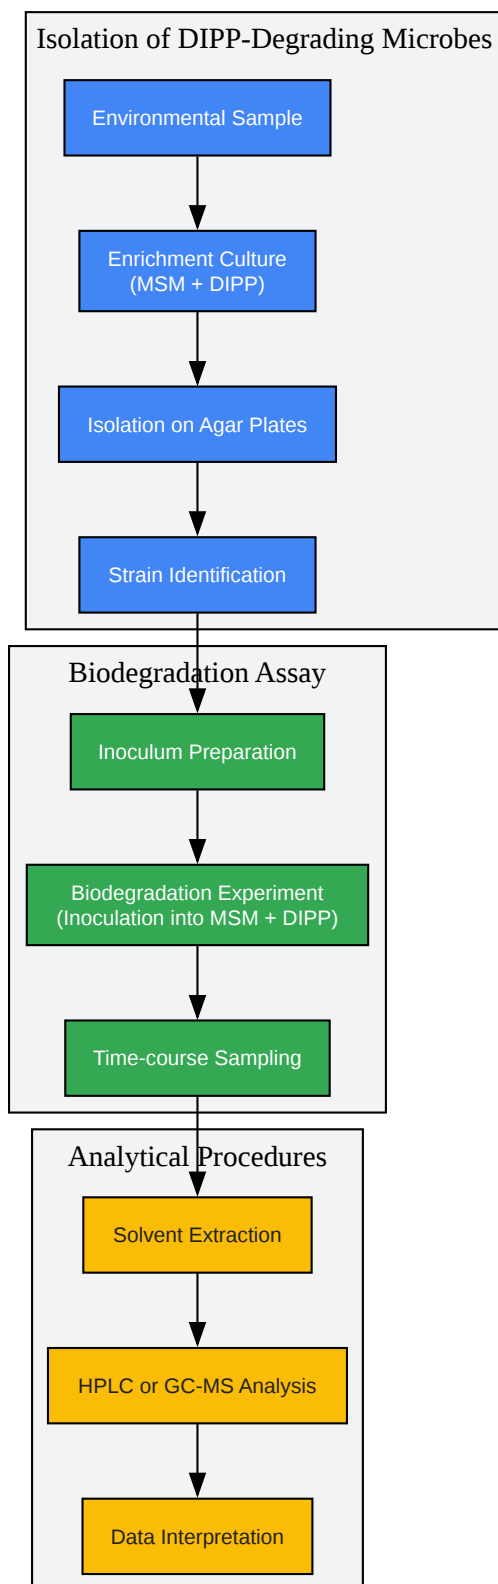 Isolation of DIPP-Degrading Microbes
Environmental Sample
Enrichment Culture
(MSM + DIPP)
Isolation on Agar Plates
Strain Identification
Biodegradation Assay
Inoculum Preparation
Biodegradation Experiment
(Inoculation into MSM + DIPP)
Time-course Sampling
Analytical Procedures
Solvent Extraction
HPLC or GC-MS Analysis
Data Interpretation